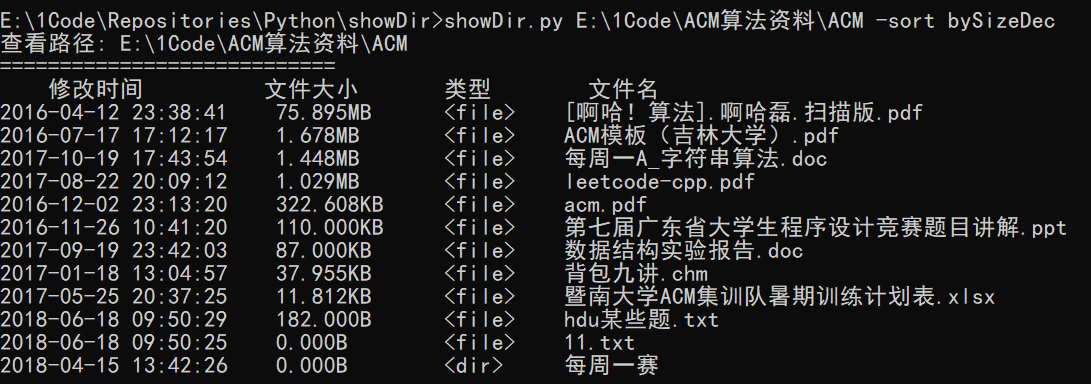 E:\1Code\Repositories\Python\showDir>showDir.py E:\1Code\ACM算法资料\ACM -sort bySizeDec
查看路径: E:\1Code\ACM算法资料\ACM
============================
修改时间 文件大小 类型 文件名
2016-04-12 23:38:41 75.895MB <file> [啊哈！算法].啊哈磊.扫描版.pdf
2016-07-17 17:12:17 1.678MB <file> ACM模板（吉林大学）.pdf
2017-10-19 17:43:54 1.448MB <file> 每周一A_字符串算法.doc
2017-08-22 20:09:12 1.029MB <file> leetcode-cpp.pdf
2016-12-02 23:13:20 322.608KB <file> acm.pdf
2016-11-26 10:41:20 110.000KB <file> 第七届广东省大学生程序设计竞赛题目讲解.ppt
2017-09-19 23:42:03 87.000KB <file> 数据结构实验报告.doc
2017-01-18 13:04:57 37.955KB <file> 背包九讲.chm
2017-05-25 20:37:25 11.812KB <file> 暨南大学ACM集训队暑期训练计划表.xlsx
2018-06-18 09:50:29 182.000B <file> hdu某些题.txt
2018-06-18 09:50:25 0.000B <file> 11.txt
2018-04-15 13:42:26 0.000B <dir> 每周一赛